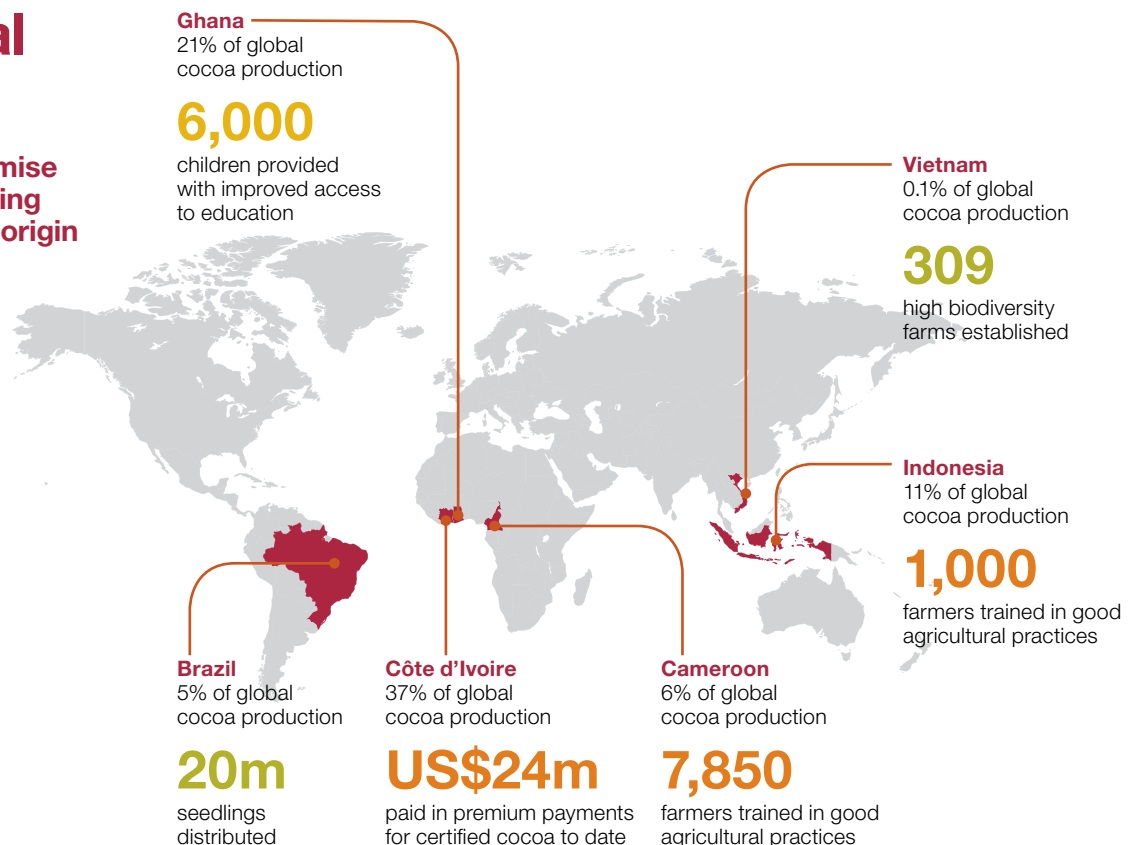 al
mise
ing
origin
Ghana
21% of global
cocoa production
6,000
children provided
with improved access
to education
Vietnam
0.1% of global
cocoa production
309
high biodiversity
farms established
Indonesia
11% of global
cocoa production
1,000
farmers trained in good
agricultural practices
Brazil
5% of global
cocoa production
20m
seedlings
distributed
Côte d’Ivoire
37% of global
cocoa production
US$24m
paid in premium payments
for certified cocoa to date
Cameroon
6% of global
cocoa production
7,850
farmers trained in good
agricultural practices